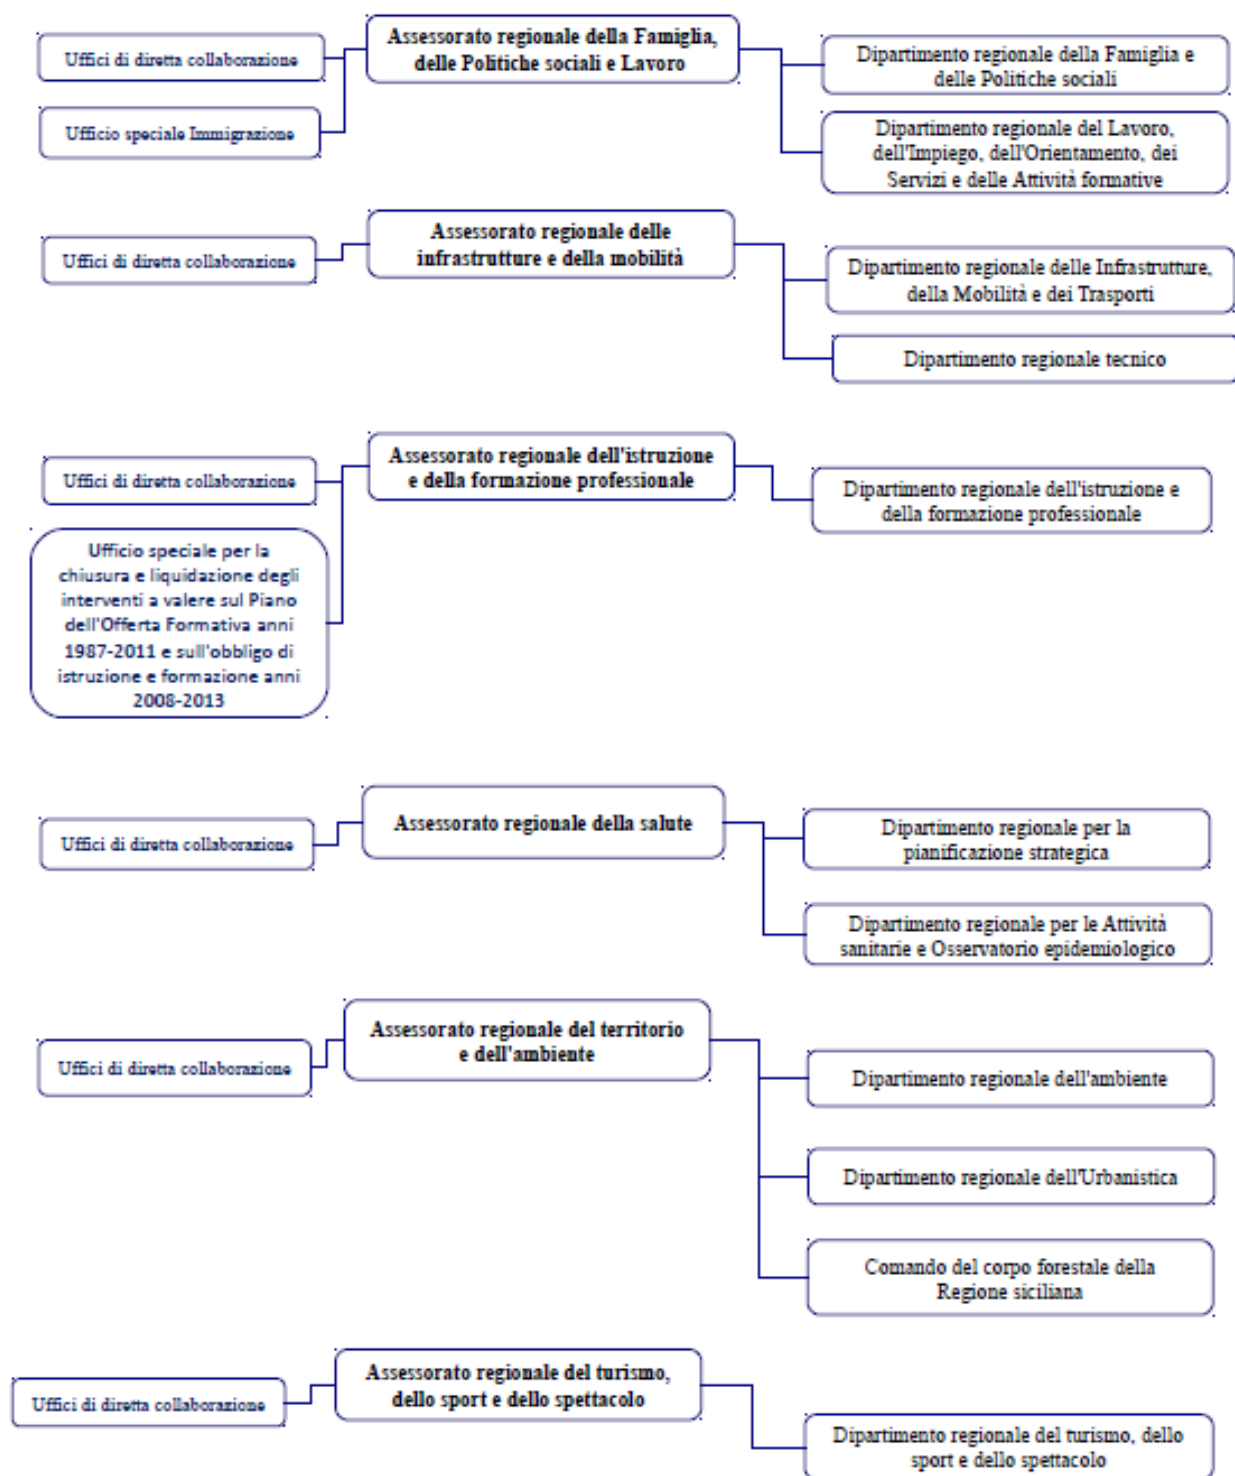 Assessorato regionale della Famiglia,
delle Politiche sociali e Lavoro
Uffici di diretta collaborazione
Ufficio speciale Immigrazione
Dipartimento regionale della Famiglia e
delle Politiche sociali
Dipartimento regionale del Lavoro,
dell'Impiego, dell'Orientamento, dei
Servizi e delle Attività formative
Assessorato regionale delle
infrastrutture e della mobilità
Uffici di diretta collaborazione
Dipartimento regionale delle Infrastrutture,
della Mobilità e dei Trasporti
Dipartimento regionale tecnico
Assessorato regionale dell'istruzione
e della formazione professionale
Uffici di diretta collaborazione
Ufficio speciale per la
chiusura e liquidazione degli
interventi a valere sul Piano
dell'Offerta Formativa anni
1987-2011 e sull'obbligo di
istruzione e formazione anni
2008-2013
Dipartimento regionale dell'istruzione e
della formazione professionale
Assessorato regionale della salute
Uffici di diretta collaborazione
Dipartimento regionale per la
pianificazione strategica
Dipartimento regionale per le Attività
sanitarie e Osservatorio epidemiologico
Assessorato regionale del territorio
e dell'ambiente
Uffici di diretta collaborazione
Dipartimento regionale dell'ambiente
Dipartimento regionale dell'Urbanistica
Comando del corpo forestale della
Regione siciliana
Assessorato regionale del turismo,
dello sport e dello spettacolo
Uffici di diretta collaborazione
Dipartimento regionale del turismo, dello
sport e dello spettacolo